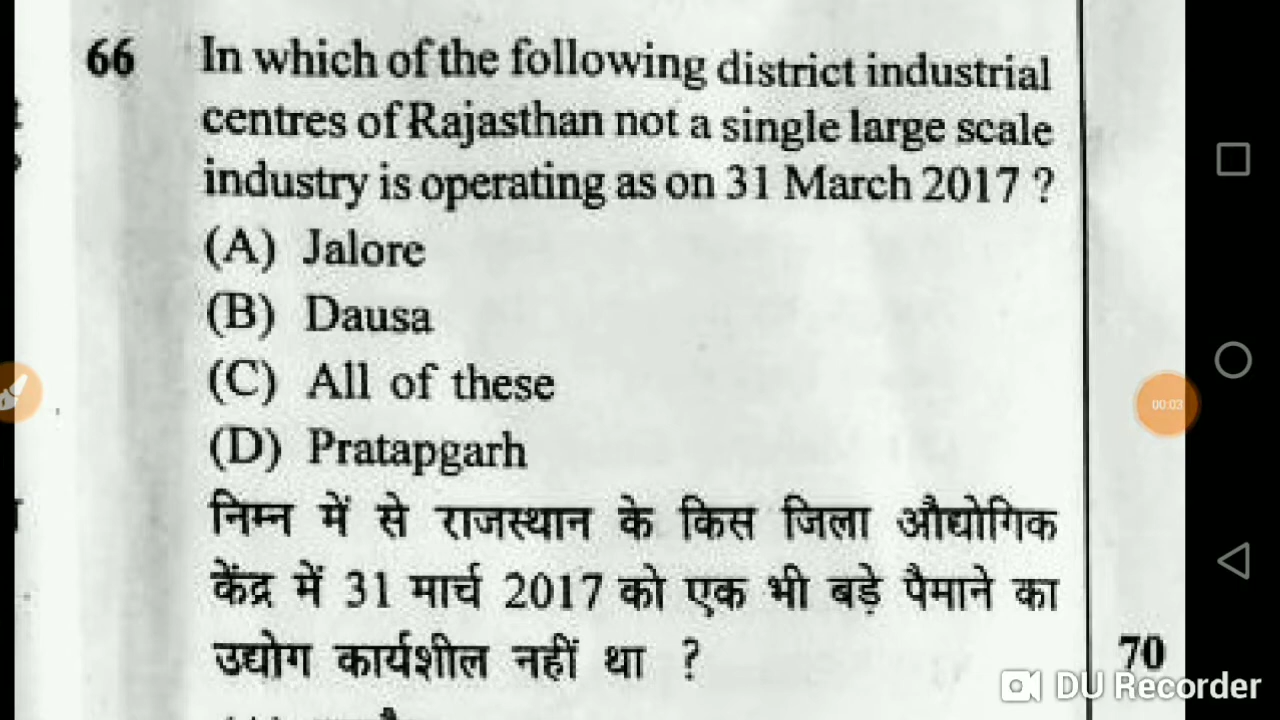 66 In which of the following district industrial
centres of Rajasthan not a single large scale
industry is operating as on 31 March 2017 ?
(A) Jalore
(B) Dausa
(C) All of these
(D) Pratapgarh
निम्न में से राजस्थान के किस जिला औद्योगिक
केंद्र में 31 मार्च 2017 को एक भी बड़े पैमाने का
उद्योग कार्यशील नहीं था ?
70
00:03
DU Recorder